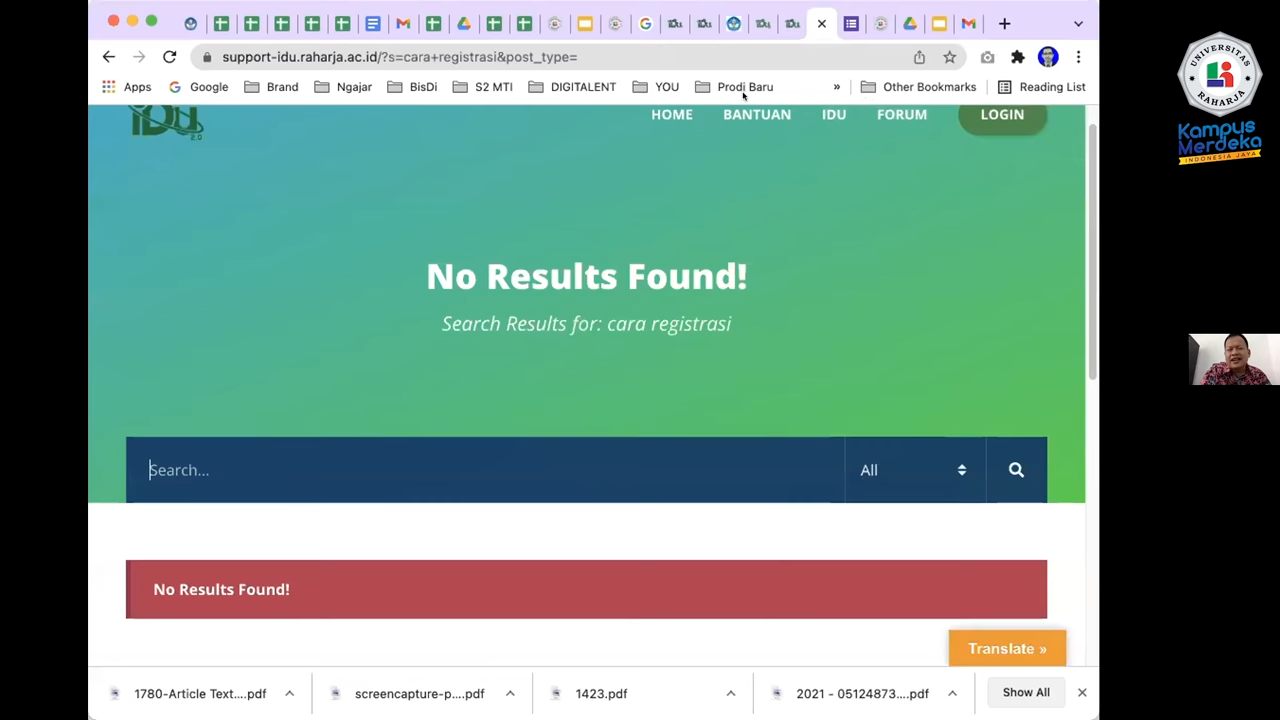 support-idu.raharja.ac.id/?s=cara+registrasi&post_type=
Apps Google Brand Ngajar BisDi S2 MTI DIGITALENT YOU Prodi Baru » Other Bookmarks Reading List
iDu 2.0 HOME BANTUAN IDU FORUM LOGIN
No Results Found!
Search Results for: cara registrasi
Search... All
No Results Found!
Translate »
1780-Article Text....pdf screencapture-p....pdf 1423.pdf 2021 - 05124873....pdf Show All
UNIVERSITAS
RAHARJA
Kampus
Merdeka
INDONESIA JAYA